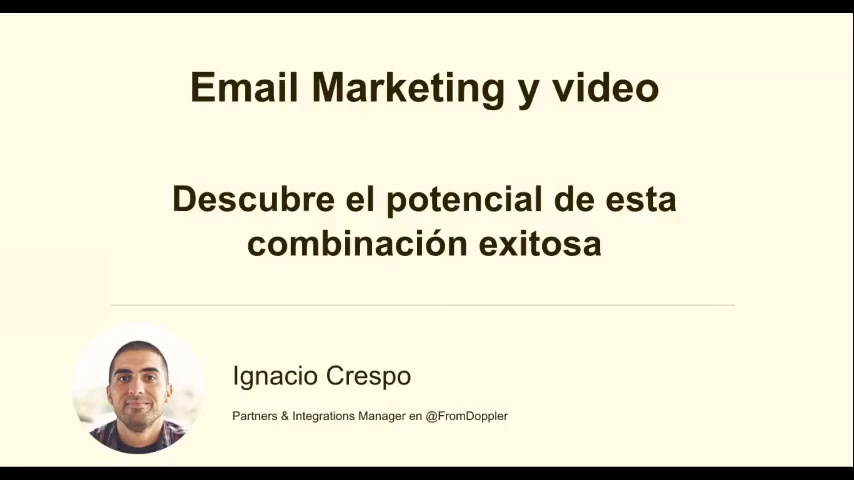 Email Marketing y video
Descubre el potencial de esta
combinación exitosa
Ignacio Crespo
Partners & Integrations Manager en @FromDoppler